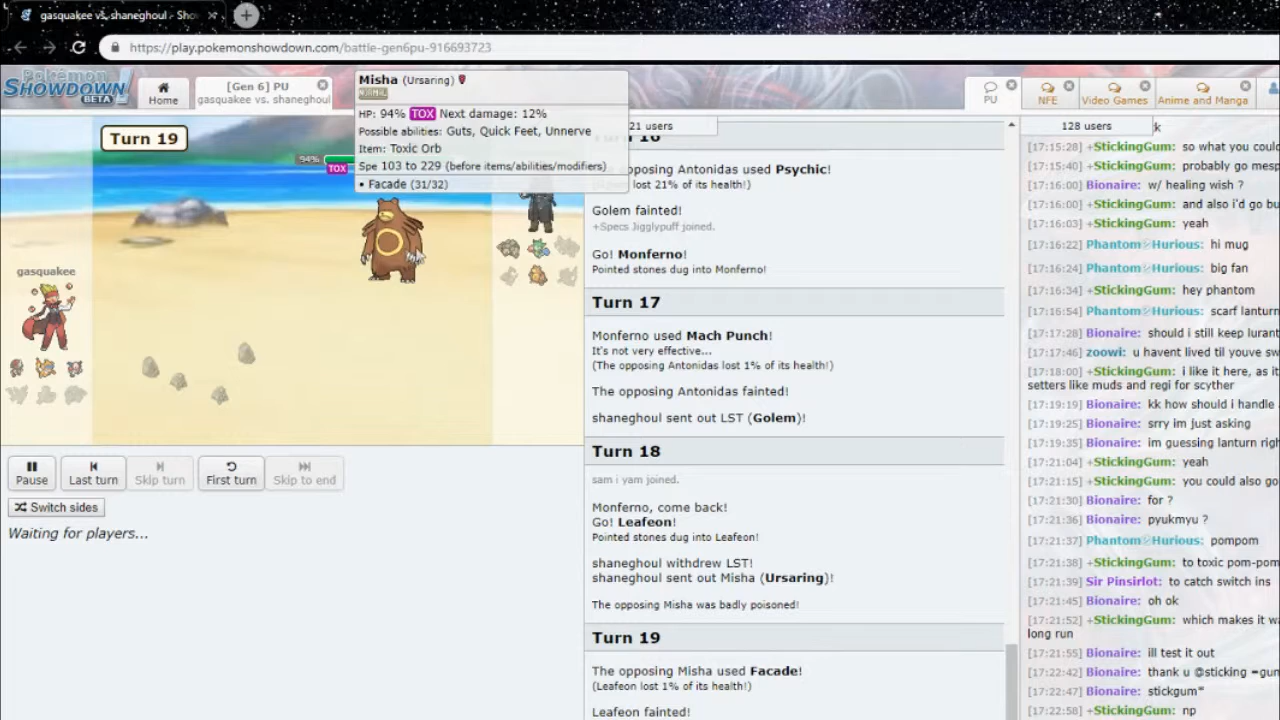 gasquakee vs. shaneghoul - Sho
https://play.pokemonshowdown.com/battle-gen6pu-916693723
Pokémon
SHOWDOWN!
BETA
Home
[Gen 6] PU
gasquakee vs. shaneghoul
PU
NFE
Video Games
Anime and Manga
Turn 19
94%
TOX
Misha (Ursaring)
NORMAL
HP: 94% TOX Next damage: 12%
Possible abilities: Guts, Quick Feet, Unnerve
Item: Toxic Orb
Spe 103 to 229 (before items/abilities/modifiers)
• Facade (31/32)
gasquakee
Pause
Last turn
Skip turn
First turn
Skip to end
Switch sides
Waiting for players...
21 users
opposing Antonidas used Psychic!
lost 21% of its health!)
Golem fainted!
+Specs Jigglypuff joined.
Go! Monferno!
Pointed stones dug into Monferno!
Turn 17
Monferno used Mach Punch!
It's not very effective...
(The opposing Antonidas lost 1% of its health!)
The opposing Antonidas fainted!
shaneghoul sent out LST (Golem)!
Turn 18
sam i yam joined.
Monferno, come back!
Go! Leafeon!
Pointed stones dug into Leafeon!
shaneghoul withdrew LST!
shaneghoul sent out Misha (Ursaring)!
The opposing Misha was badly poisoned!
Turn 19
The opposing Misha used Facade!
(Leafeon lost 1% of its health!)
Leafeon fainted!
128 users
k
[17:15:28] +StickingGum: so what you could
[17:15:40] +StickingGum: probably go mesp
[17:16:00] Bionaire: w/ healing wish ?
[17:16:00] +StickingGum: and also i'd go bu
[17:16:03] +StickingGum: yeah
[17:16:22] Phantom Hurious: hi mug
[17:16:24] Phantom Hurious: big fan
[17:16:34] +StickingGum: hey phantom
[17:16:54] Phantom Hurious: scarf lanturn
[17:17:28] Bionaire: should i still keep lurant
[17:17:46] zoowi: u havent lived til youve sw
[17:18:00] +StickingGum: i like it here, as it
setters like muds and regi for scyther
[17:19:19] Bionaire: kk how should i handle
[17:19:25] Bionaire: srry im just asking
[17:19:35] Bionaire: im guessing lanturn righ
[17:21:04] +StickingGum: yeah
[17:21:15] +StickingGum: you could also go
[17:21:30] Bionaire: for ?
[17:21:36] Bionaire: pyukmyu ?
[17:21:37] Phantom Hurious: pompom
[17:21:38] +StickingGum: to toxic pom-pom
[17:21:39] Sir Pinsirlot: to catch switch ins
[17:21:45] Bionaire: oh ok
[17:21:52] +StickingGum: which makes it wa
long run
[17:21:55] Bionaire: ill test it out
[17:22:42] Bionaire: thank u @sticking =gun
[17:22:47] Bionaire: stickgum*
[17:22:58] +StickingGum: np